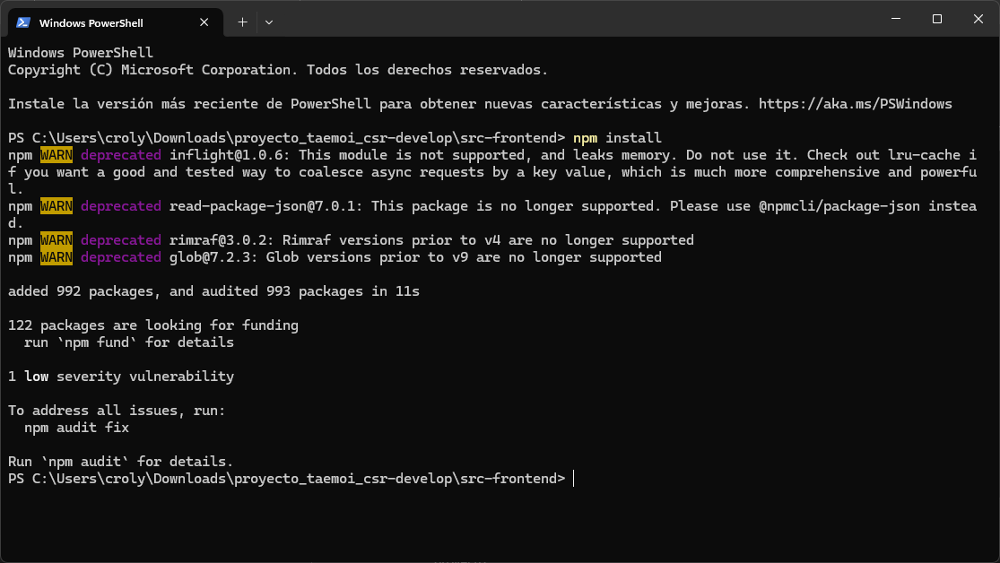 Windows PowerShell
Windows PowerShell
Copyright (C) Microsoft Corporation. Todos los derechos reservados.
Instale la versión más reciente de PowerShell para obtener nuevas características y mejoras. https://aka.ms/PSWindows
PS C:\Users\croly\Downloads\proyecto_taemoi_csr-develop\src-frontend> npm install
npm WARN deprecated inflight@1.0.6: This module is not supported, and leaks memory. Do not use it. Check out lru-cache i
f you want a good and tested way to coalesce async requests by a key value, which is much more comprehensive and powerfu
l.
npm WARN deprecated read-package-json@7.0.1: This package is no longer supported. Please use @npmcli/package-json instea
d.
npm WARN deprecated rimraf@3.0.2: Rimraf versions prior to v4 are no longer supported
npm WARN deprecated glob@7.2.3: Glob versions prior to v9 are no longer supported
added 992 packages, and audited 993 packages in 11s
122 packages are looking for funding
  run `npm fund` for details
1 low severity vulnerability
To address all issues, run:
  npm audit fix
Run `npm audit` for details.
PS C:\Users\croly\Downloads\proyecto_taemoi_csr-develop\src-frontend>